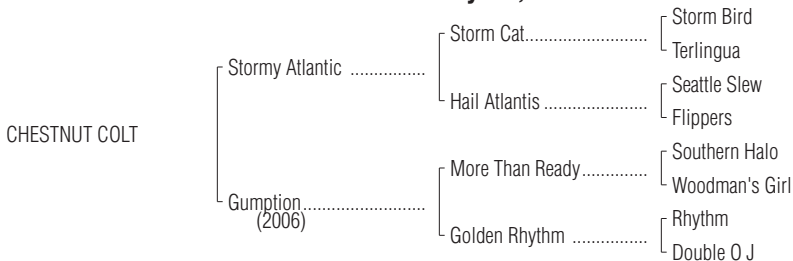 Storm Bird
Storm Cat...........................
Terlingua
Stormy Atlantic ................
Seattle Slew
Hail Atlantis ......................
Flippers
CHESTNUT COLT
Southern Halo
More Than Ready..............
Woodman's Girl
Gumption..........................
(2006)
Rhythm
Golden Rhythm ................
Double O J